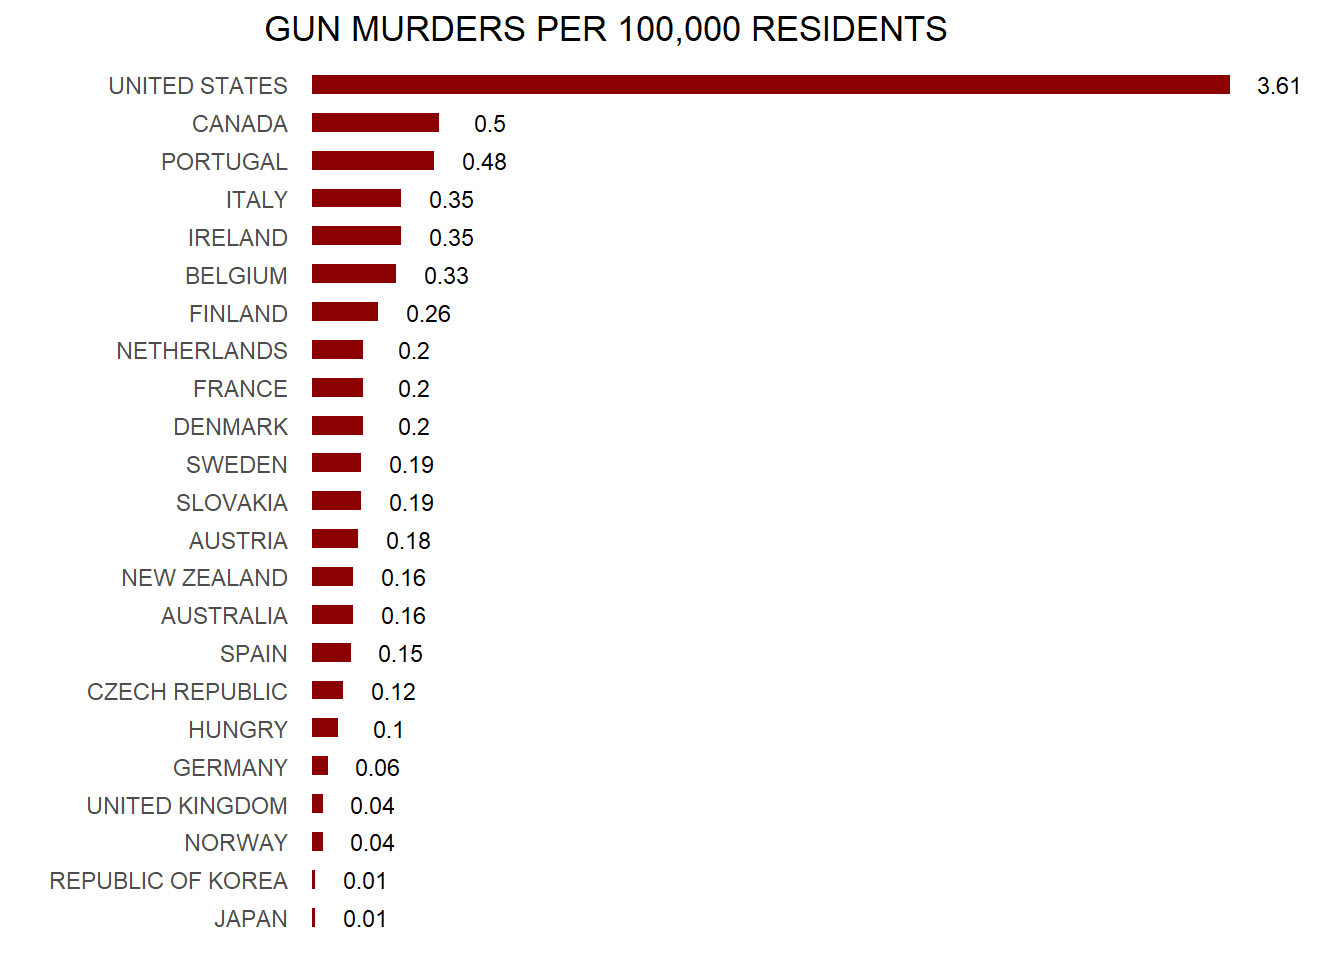 GUN MURDERS PER 100,000 RESIDENTS
UNITED STATES 3.61
CANADA 0.5
PORTUGAL 0.48
ITALY 0.35
IRELAND 0.35
BELGIUM 0.33
FINLAND 0.26
NETHERLANDS 0.2
FRANCE 0.2
DENMARK 0.2
SWEDEN 0.19
SLOVAKIA 0.19
AUSTRIA 0.18
NEW ZEALAND 0.16
AUSTRALIA 0.16
SPAIN 0.15
CZECH REPUBLIC 0.12
HUNGRY 0.1
GERMANY 0.06
UNITED KINGDOM 0.04
NORWAY 0.04
REPUBLIC OF KOREA 0.01
JAPAN 0.01